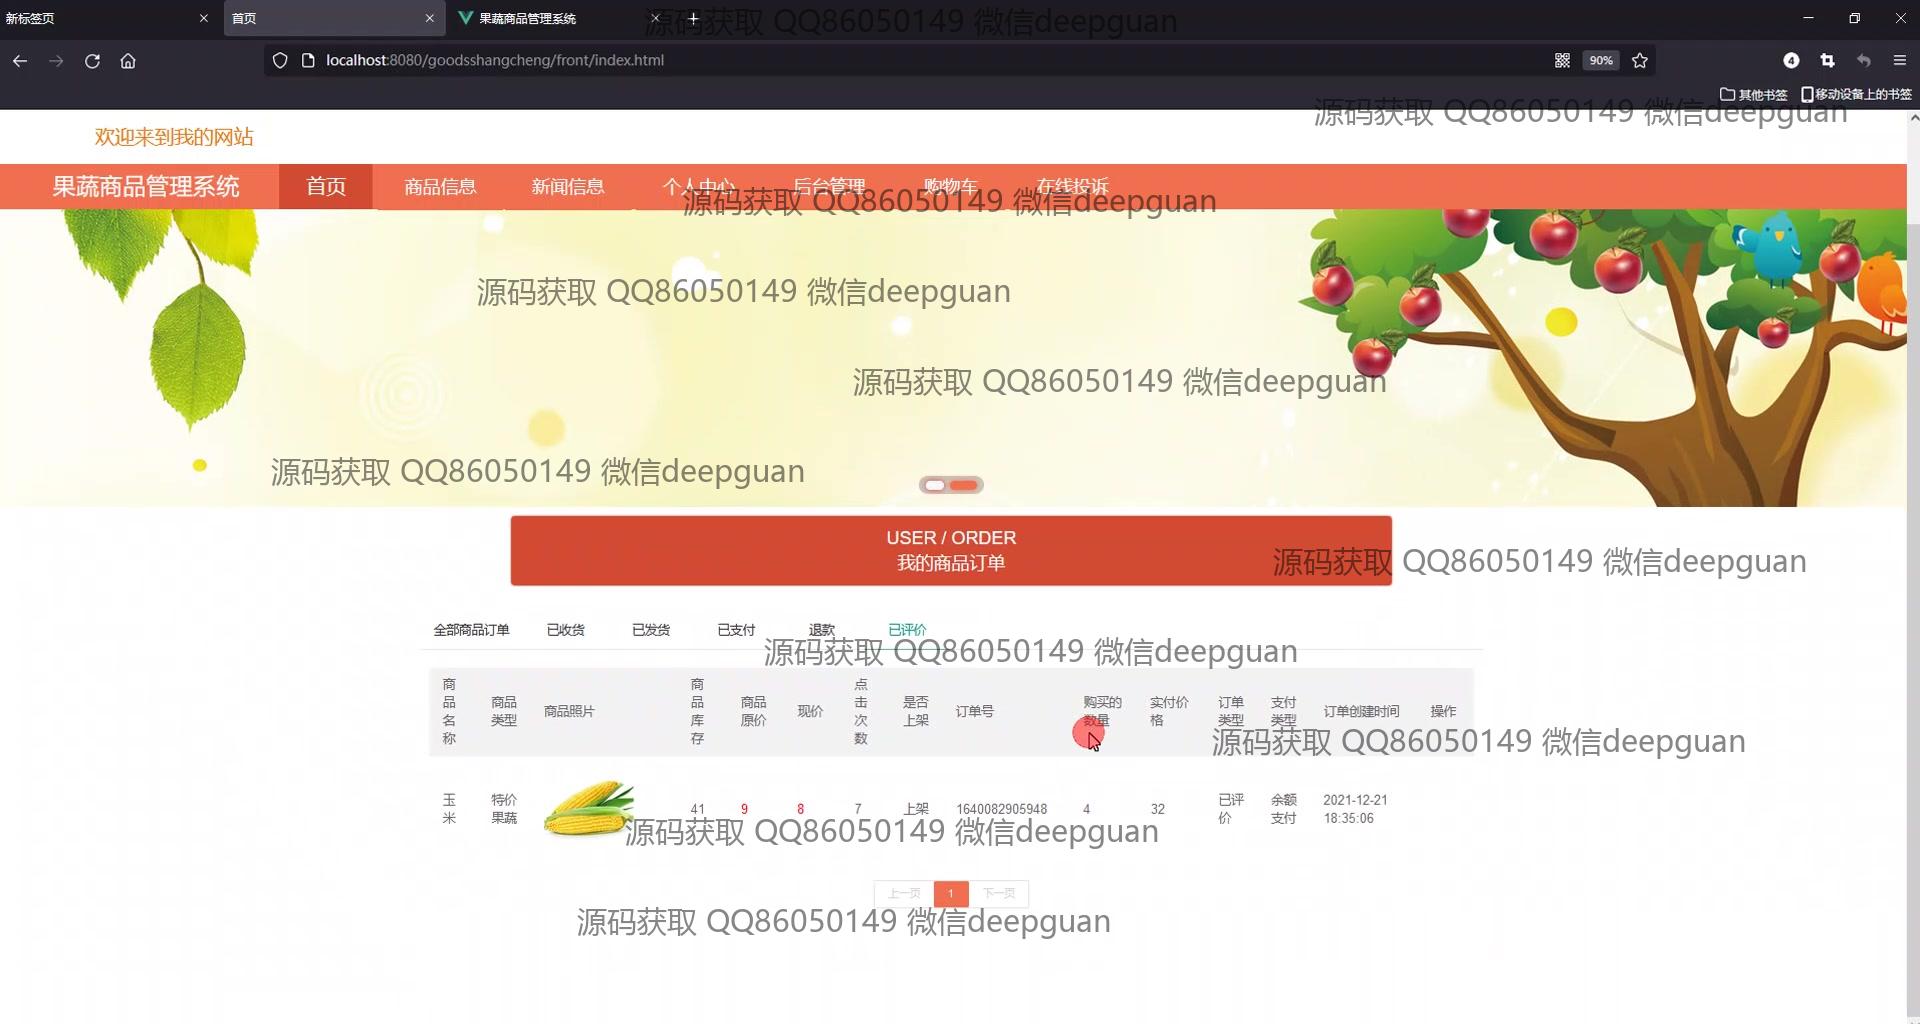 新标签页
首页
果蔬商品管理系统
源码获取 QQ86050149 微信deepguan
localhost:8080/goodsshangcheng/front/index.html
90%
4
其他书签
移动设备上的书签
源码获取 QQ86050149 微信deepguan
欢迎来到我的网站
果蔬商品管理系统
首页
商品信息
新闻信息
个人中心
后台管理
购物车
在线投诉
源码获取 QQ86050149 微信deepguan
源码获取 QQ86050149 微信deepguan
源码获取 QQ86050149 微信deepguan
源码获取 QQ86050149 微信deepguan
USER / ORDER
我的商品订单
源码获取 QQ86050149 微信deepguan
全部商品订单
已收货
已发货
已支付
退款
已评价
源码获取 QQ86050149 微信deepguan
商品名称
商品类型
商品照片
商品库存
商品原价
现价
点击次数
是否上架
订单号
购买的数量
实付价格
订单类型
支付类型
订单创建时间
操作
源码获取 QQ86050149 微信deepguan
玉米
特价果蔬
41
9
8
7
上架
1640082905948
4
32
已评价
余额支付
2021-12-21
18:35:06
源码获取 QQ86050149 微信deepguan
上一页
1
下一页
源码获取 QQ86050149 微信deepguan